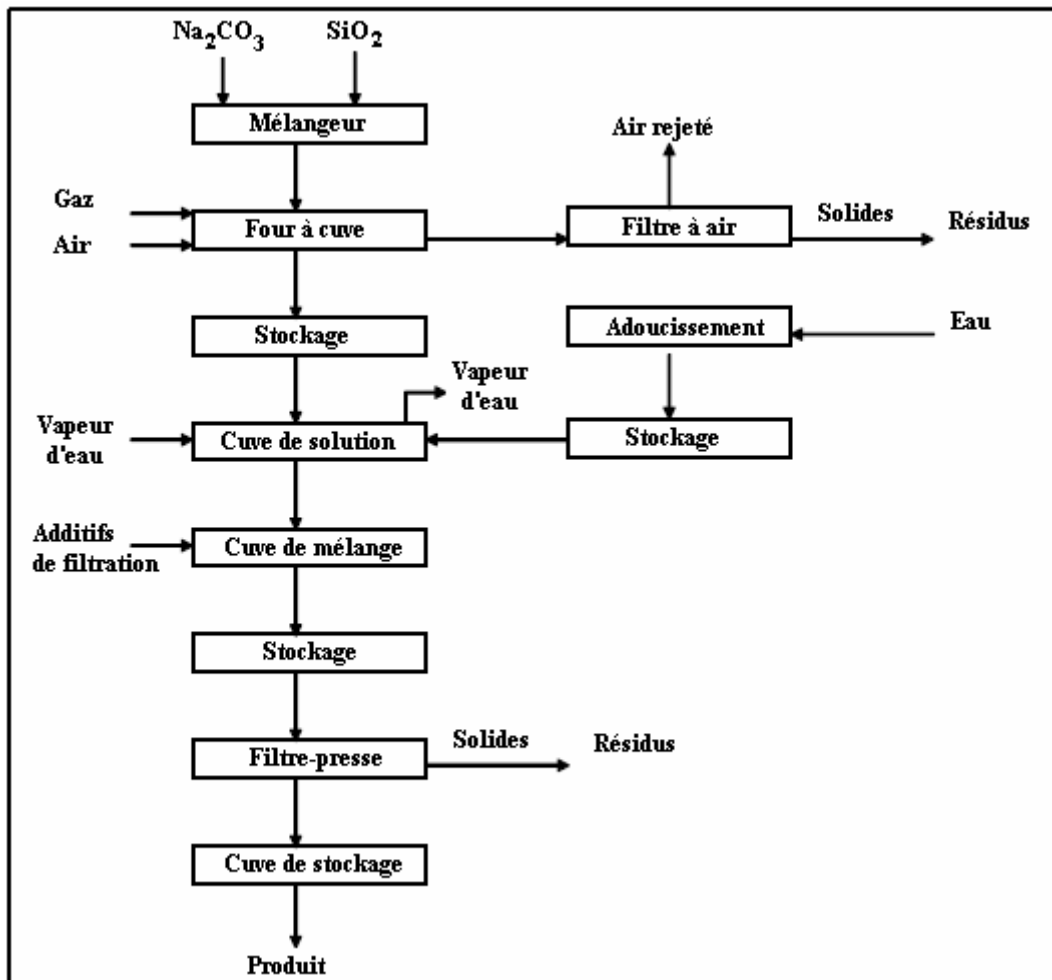 Na₂CO₃ SiO₂
Mélangeur
Air rejeté
Gaz
Four à cuve
Filtre à air
Solides
Résidus
Air
Stockage
Adoucissement
Eau
Vapeur
d'eau
Vapeur
d'eau
Cuve de solution
Stockage
Additifs
de filtration
Cuve de mélange
Stockage
Filtre-presse
Solides
Résidus
Cuve de stockage
Produit